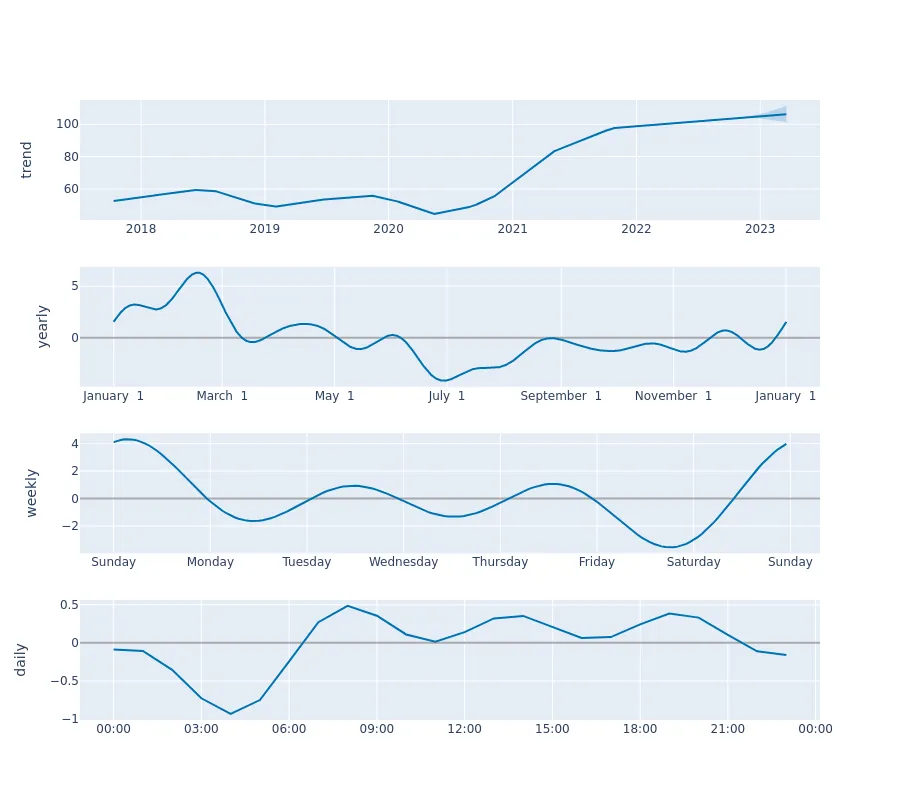 trend
100
80
60
2018 2019 2020 2021 2022 2023
yearly
5
0
January 1 March 1 May 1 July 1 September 1 November 1 January 1
weekly
4
2
0
−2
Sunday Monday Tuesday Wednesday Thursday Friday Saturday Sunday
daily
0.5
0
−0.5
−1
00:00 03:00 06:00 09:00 12:00 15:00 18:00 21:00 00:00